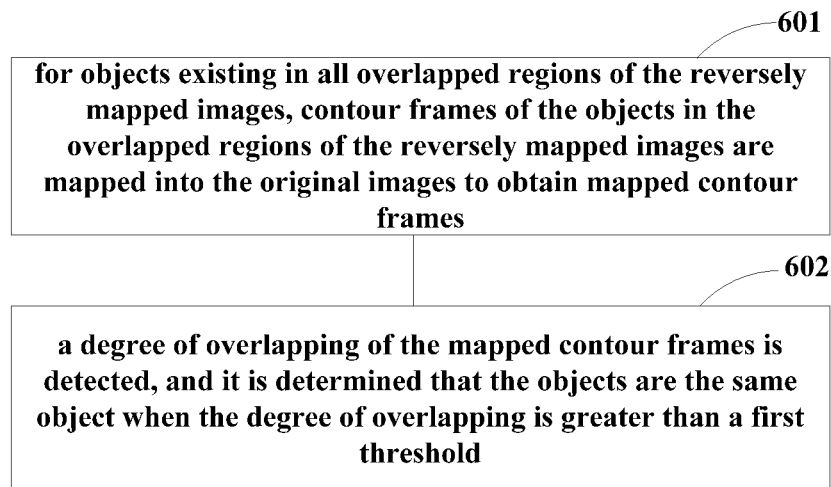 601
for objects existing in all overlapped regions of the reversely
mapped images, contour frames of the objects in the
overlapped regions of the reversely mapped images are
mapped into the original images to obtain mapped contour
frames
602
a degree of overlapping of the mapped contour frames is
detected, and it is determined that the objects are the same
object when the degree of overlapping is greater than a first
threshold